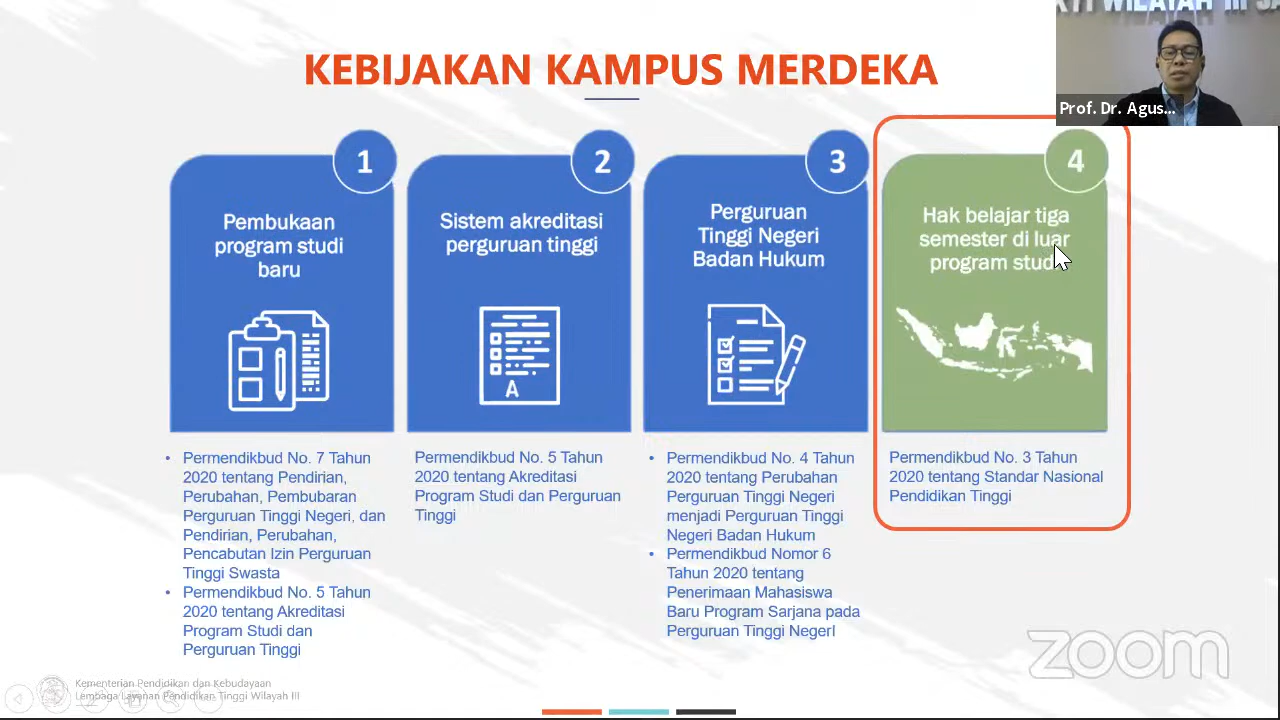 KTI WILAYAH III
KEBIJAKAN KAMPUS MERDEKA
Prof. Dr. Agus...
1
Pembukaan
program studi
baru
2
Sistem akreditasi
perguruan tinggi
3
Perguruan
Tinggi Negeri
Badan Hukum
4
Hak belajar tiga
semester di luar
program studi
A
• Permendikbud No. 7 Tahun
2020 tentang Pendirian,
Perubahan, Pembubaran
Perguruan Tinggi Negeri, dan
Pendirian, Perubahan,
Pencabutan Izin Perguruan
Tinggi Swasta
• Permendikbud No. 5 Tahun
2020 tentang Akreditasi
Program Studi dan
Perguruan Tinggi
Permendikbud No. 5 Tahun
2020 tentang Akreditasi
Program Studi dan Perguruan
Tinggi
• Permendikbud No. 4 Tahun
2020 tentang Perubahan
Perguruan Tinggi Negeri
menjadi Perguruan Tinggi
Negeri Badan Hukum
• Permendikbud Nomor 6
Tahun 2020 tentang
Penerimaan Mahasiswa
Baru Program Sarjana pada
Perguruan Tinggi NegerI
Permendikbud No. 3 Tahun
2020 tentang Standar Nasional
Pendidikan Tinggi
zoom
Kementerian Pendidikan dan Kebudayaan
Lembaga Layanan Pendidikan Tinggi Wilayah III